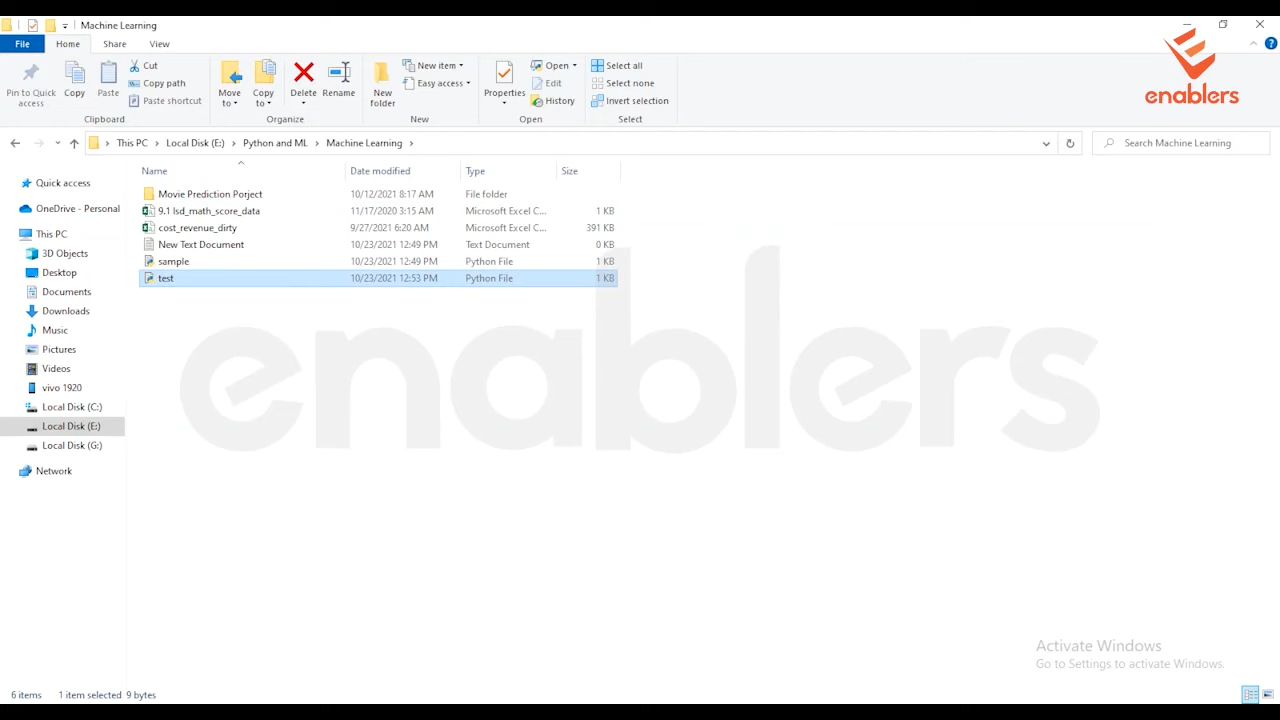 Machine Learning
File Home Share View
Pin to Quick access
Copy
Paste
Cut
Copy path
Paste shortcut
Clipboard
Move to
Copy to
Delete
Rename
Organize
New folder
New item
Easy access
New
Properties
Open
Edit
History
Open
Select all
Select none
Invert selection
Select
enablers
This PC > Local Disk (E:) > Python and ML > Machine Learning >
Search Machine Learning
Name Date modified Type Size
Movie Prediction Porject 10/12/2021 8:17 AM File folder
9.1 lsd_math_score_data 11/17/2020 3:15 AM Microsoft Excel C... 1 KB
cost_revenue_dirty 9/27/2021 6:20 AM Microsoft Excel C... 391 KB
New Text Document 10/23/2021 12:49 PM Text Document 0 KB
sample 10/23/2021 12:49 PM Python File 1 KB
test 10/23/2021 12:53 PM Python File 1 KB
Quick access
OneDrive - Personal
This PC
3D Objects
Desktop
Documents
Downloads
Music
Pictures
Videos
vivo 1920
Local Disk (C:)
Local Disk (E:)
Local Disk (G:)
Network
enablers
Activate Windows
Go to Settings to activate Windows.
6 items 1 item selected 9 bytes